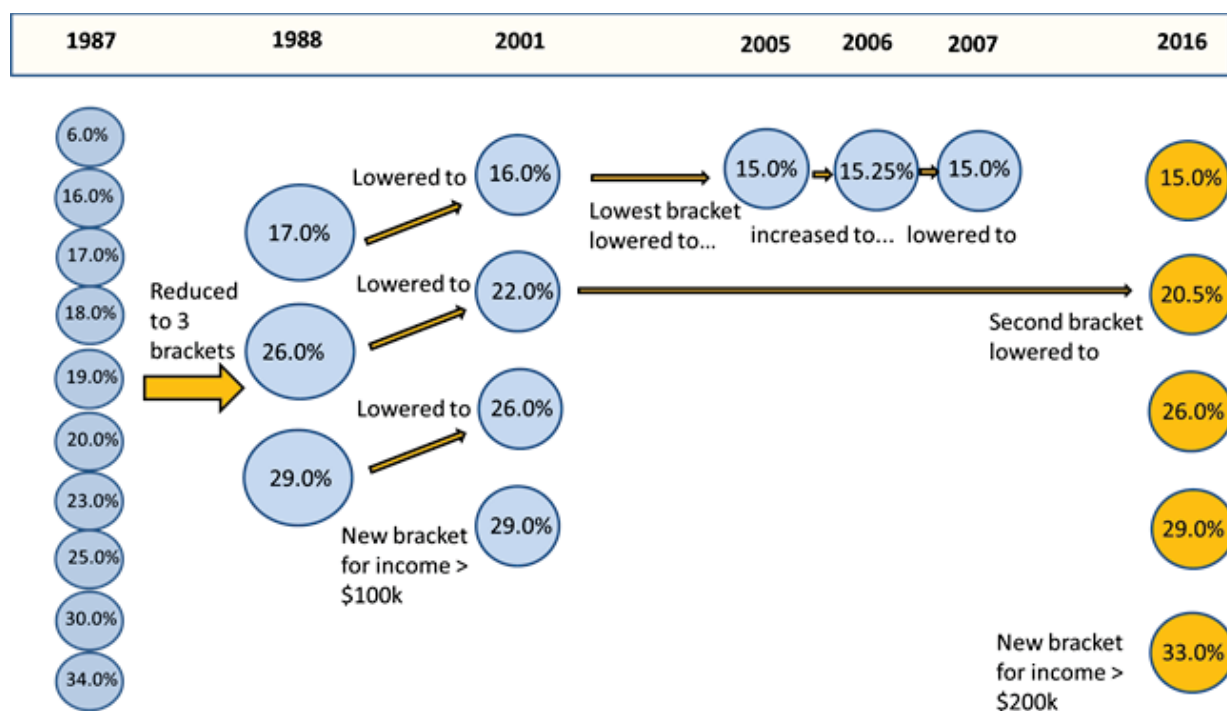 1987 1988 2001 2005 2006 2007 2016
6.0%
16.0%
17.0%
18.0%
19.0%
20.0%
23.0%
25.0%
30.0%
34.0%
Reduced
to 3
brackets
17.0%
26.0%
29.0%
Lowered to
Lowered to
Lowered to
New bracket
for income >
$100k
16.0%
22.0%
26.0%
29.0%
Lowest bracket
lowered to...
15.0%
increased to...
15.25%
lowered to
15.0%
Second bracket
lowered to
New bracket
for income >
$200k
15.0%
20.5%
26.0%
29.0%
33.0%